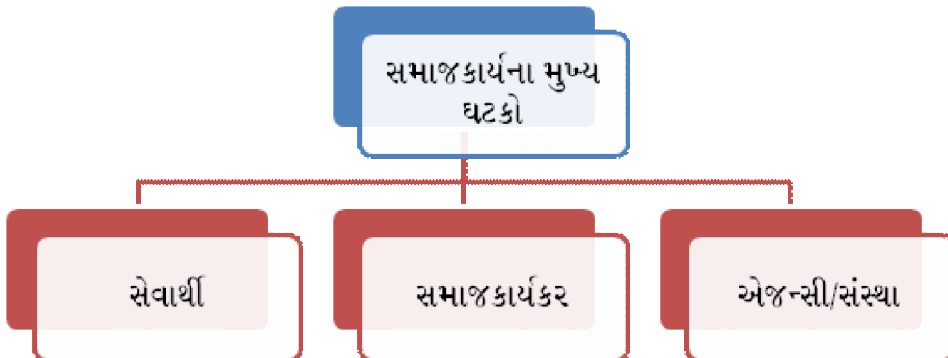 સમાજકાર્યના મુખ્ય
ઘટકો
સેવાર્થી
સમાજકાર્યકર
એજન્સી/સંસ્થા